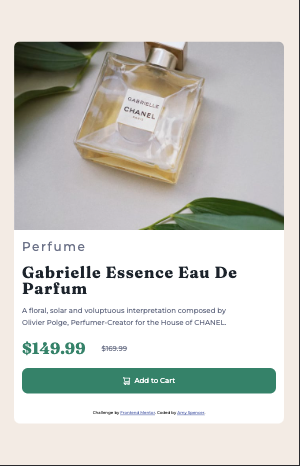 GABRIELLE
CHANEL
Perfume
Gabrielle Essence Eau De
Parfum
A floral, solar and voluptuous interpretation composed by
Olivier Polge, Perfumer-Creator for the House of CHANEL.
$149.99 $169.99
Add to Cart
Challenge by Frontend Mentor. Coded by Amy Spencer.